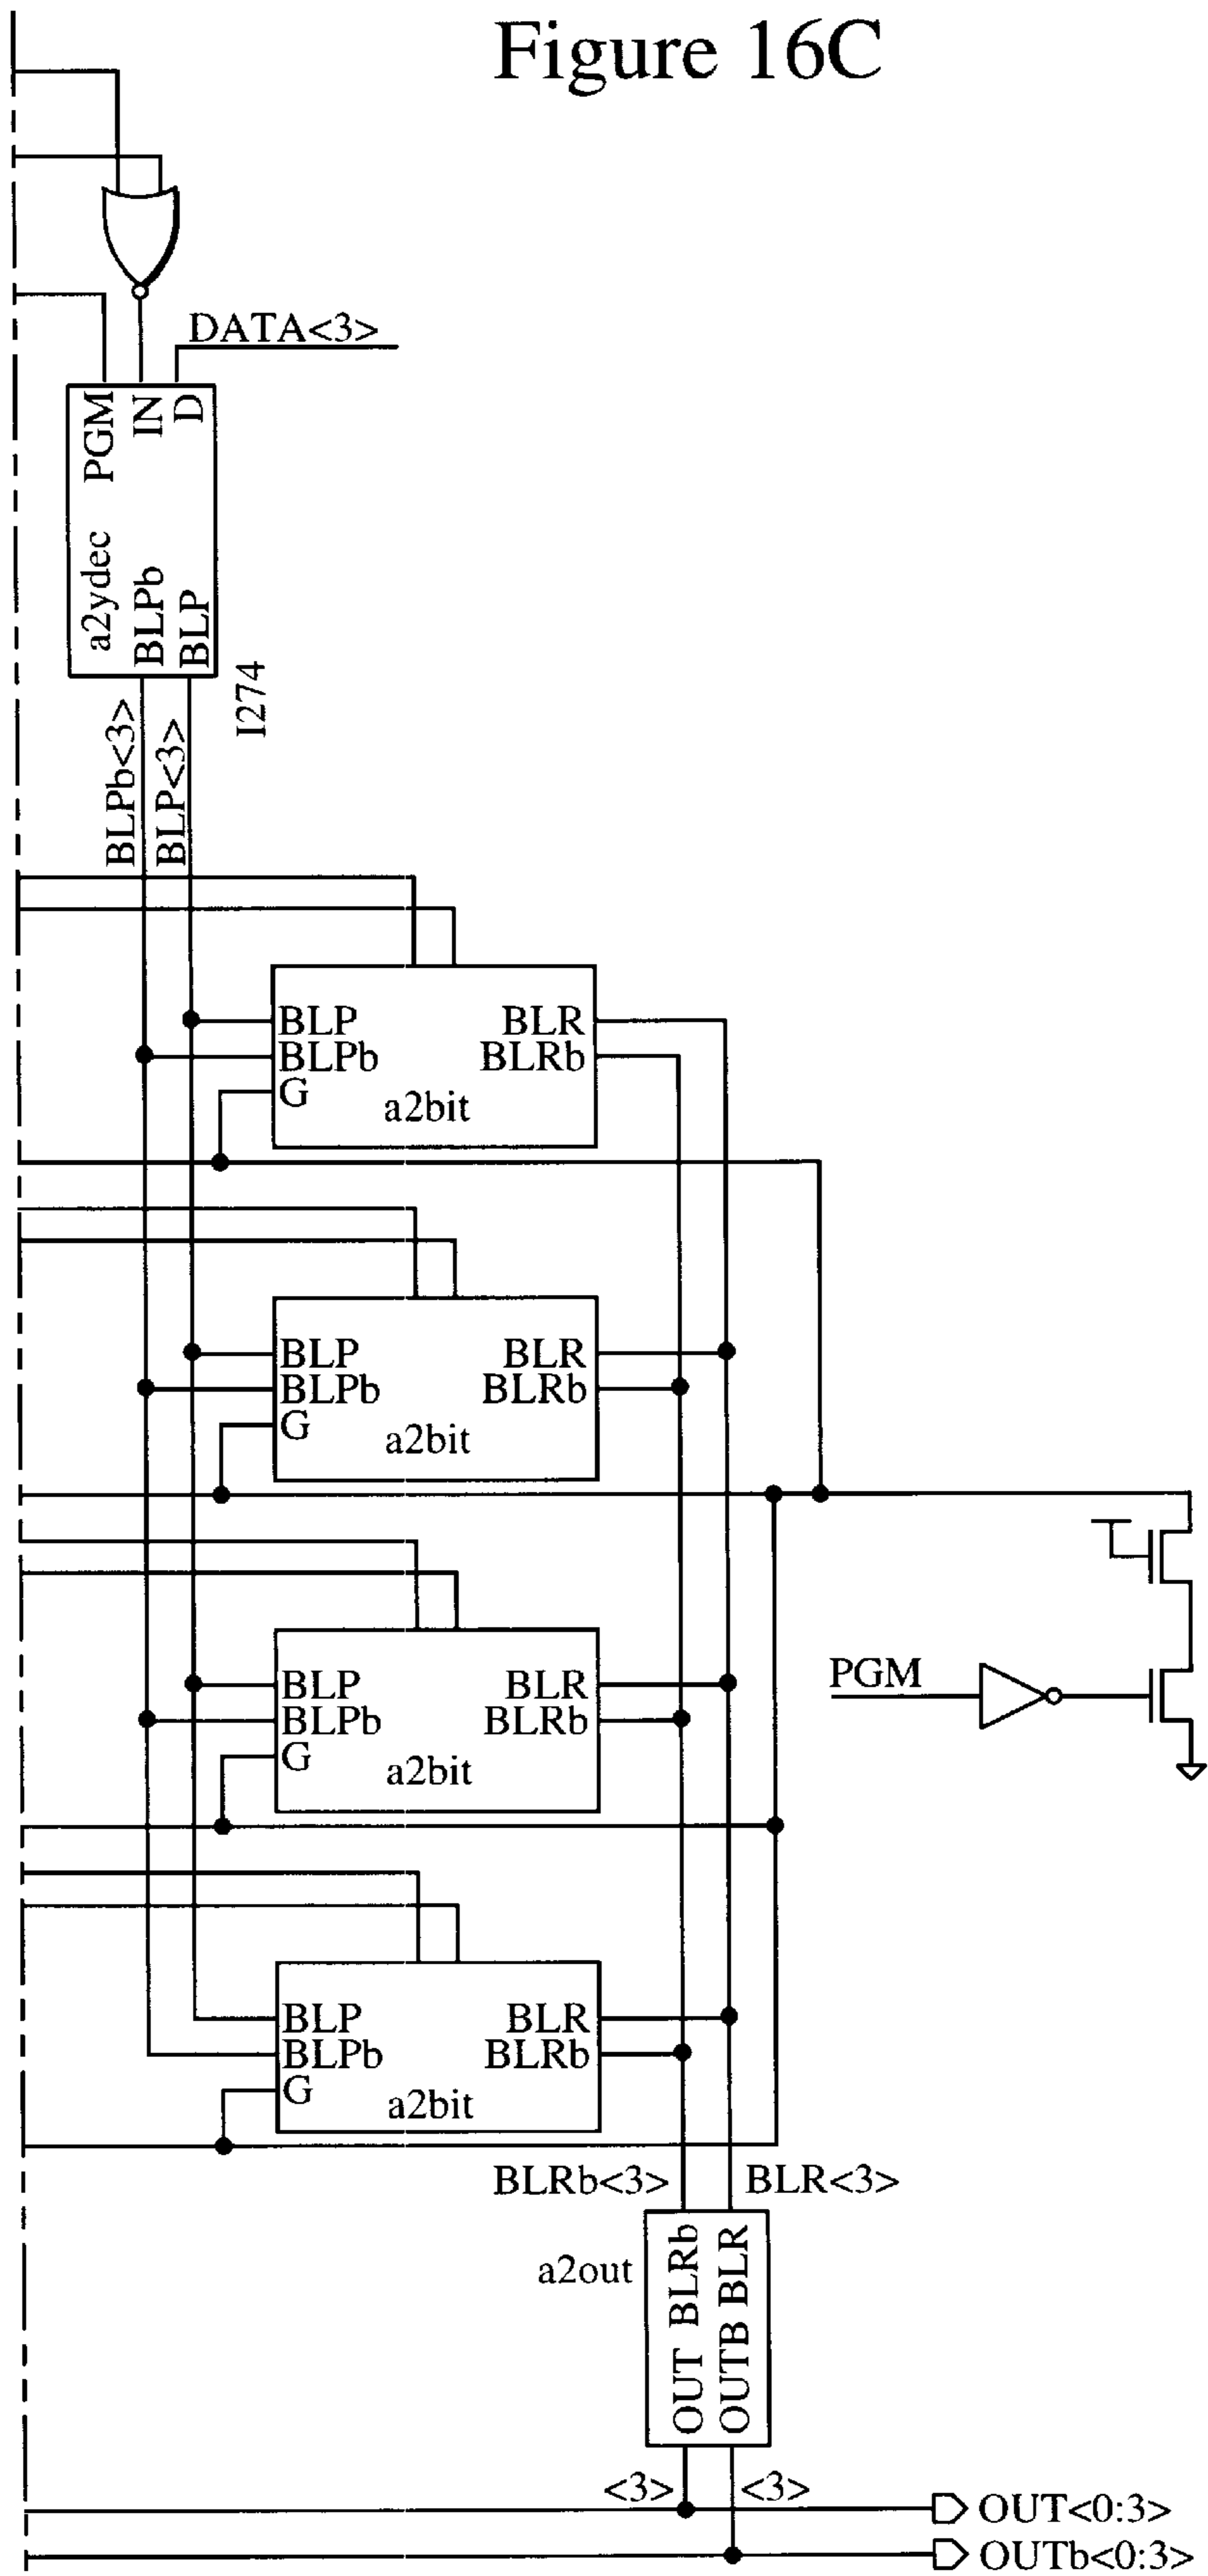 Figure 16C
DATA<3>
PGM
IN
D
a2ydec
BLPb
BLP
I274
BLPb<3>
BLP<3>
BLP
BLR
BLPb
BLRb
G
a2bit
BLP
BLR
BLPb
BLRb
G
a2bit
PGM
BLP
BLR
BLPb
BLRb
G
a2bit
BLP
BLR
BLPb
BLRb
G
a2bit
BLRb<3>
BLR<3>
a2out
OUT BLRb
OUTB BLR
<3>
<3>
OUT<0:3>
OUTb<0:3>